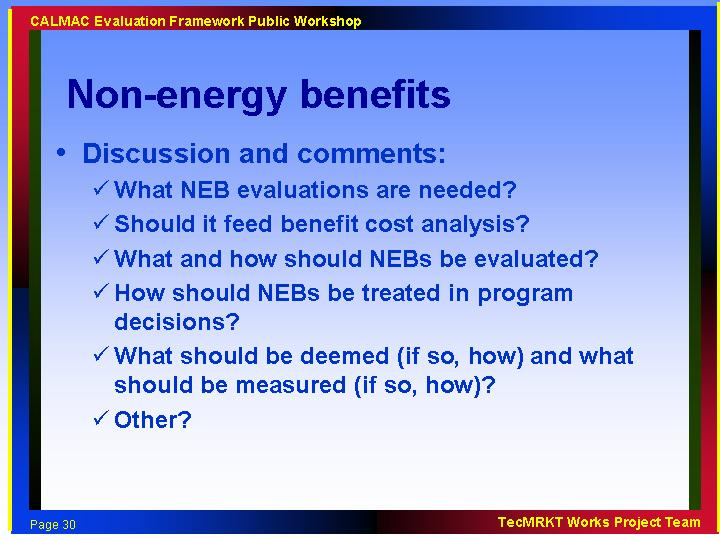 CALMAC Evaluation Framework Public Workshop
Non-energy benefits
• Discussion and comments:
✓ What NEB evaluations are needed?
✓ Should it feed benefit cost analysis?
✓ What and how should NEBs be evaluated?
✓ How should NEBs be treated in program
decisions?
✓ What should be deemed (if so, how) and what
should be measured (if so, how)?
✓ Other?
Page 30
TecMRKT Works Project Team